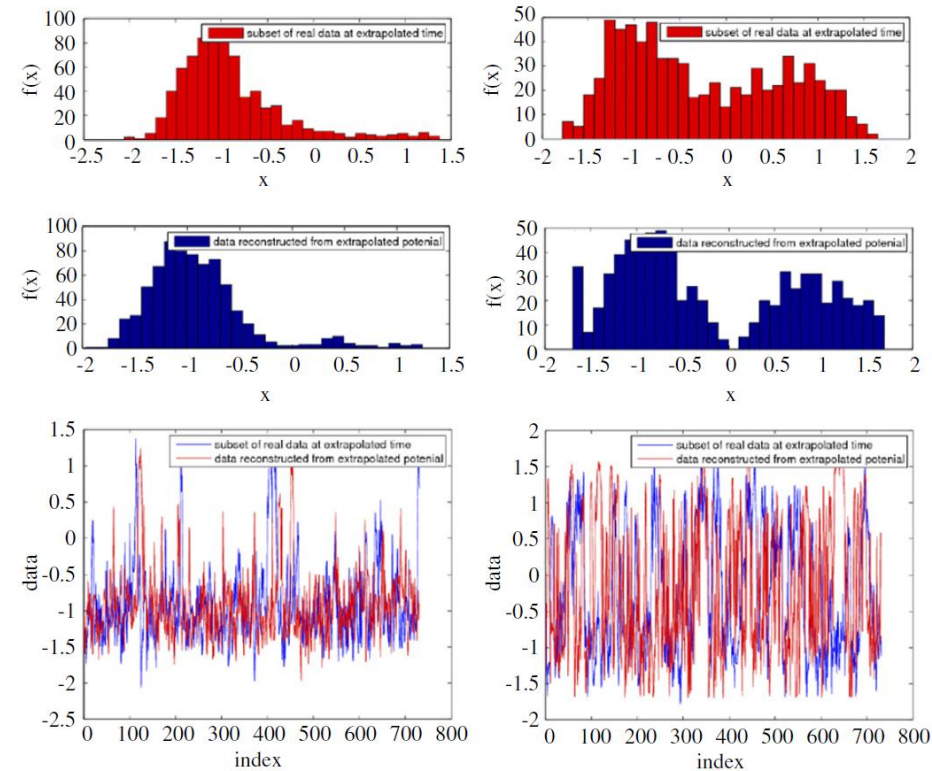 100
80
60
40
20
0
f(x)
subset of real data at extrapolated time
-2.5 -2 -1.5 -1 -0.5 0 0.5 1 1.5
x
50
40
30
20
10
0
f(x)
subset of real data at extrapolated time
-2 -1.5 -1 -0.5 0 0.5 1 1.5 2
x
100
80
60
40
20
0
f(x)
data reconstructed from extrapolated potenial
-2 -1.5 -1 -0.5 0 0.5 1 1.5
x
50
40
30
20
10
0
f(x)
data reconstructed from extrapolated potenial
-2 -1.5 -1 -0.5 0 0.5 1 1.5 2
x
1.5
1
0.5
0
-0.5
-1
-1.5
-2
-2.5
data
subset of real data at extrapolated time
data reconstructed from extrapolated potential
0 100 200 300 400 500 600 700 800
index
2
1.5
1
0.5
0
-0.5
-1
-1.5
-2
data
subset of real data at extrapolated time
data reconstructed from extrapolated potential
0 100 200 300 400 500 600 700 800
index